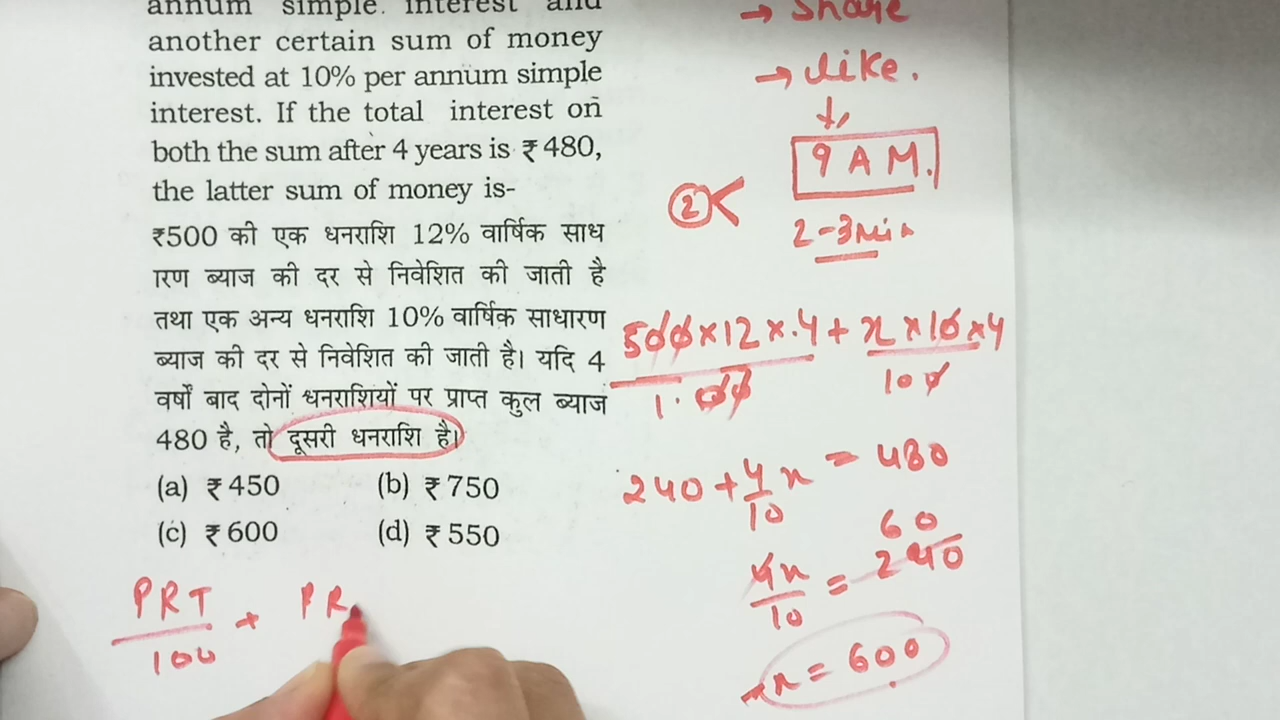 annum simple. interest and
another certain sum of money
invested at 10% per annum simple
interest. If the total interest on
both the sum after 4 years is ₹480,
the latter sum of money is-
₹500 की एक धनराशि 12% वार्षिक साध
रण ब्याज की दर से निवेशित की जाती है
तथा एक अन्य धनराशि 10% वार्षिक साधारण
ब्याज की दर से निवेशित की जाती है। यदि 4
वर्षों बाद दोनों धनराशियों पर प्राप्त कुल ब्याज
480 है, तो दूसरी धनराशि है।
(a) ₹450 (b) ₹750
(c) ₹600 (d) ₹550
PRT + PR
100
→ Share
→ like.
9 A M.
2
2-3Min
500×12×4 + x×10×4
100 100
240 + 4/10 x = 480
60
4x/10 = 240
x = 600